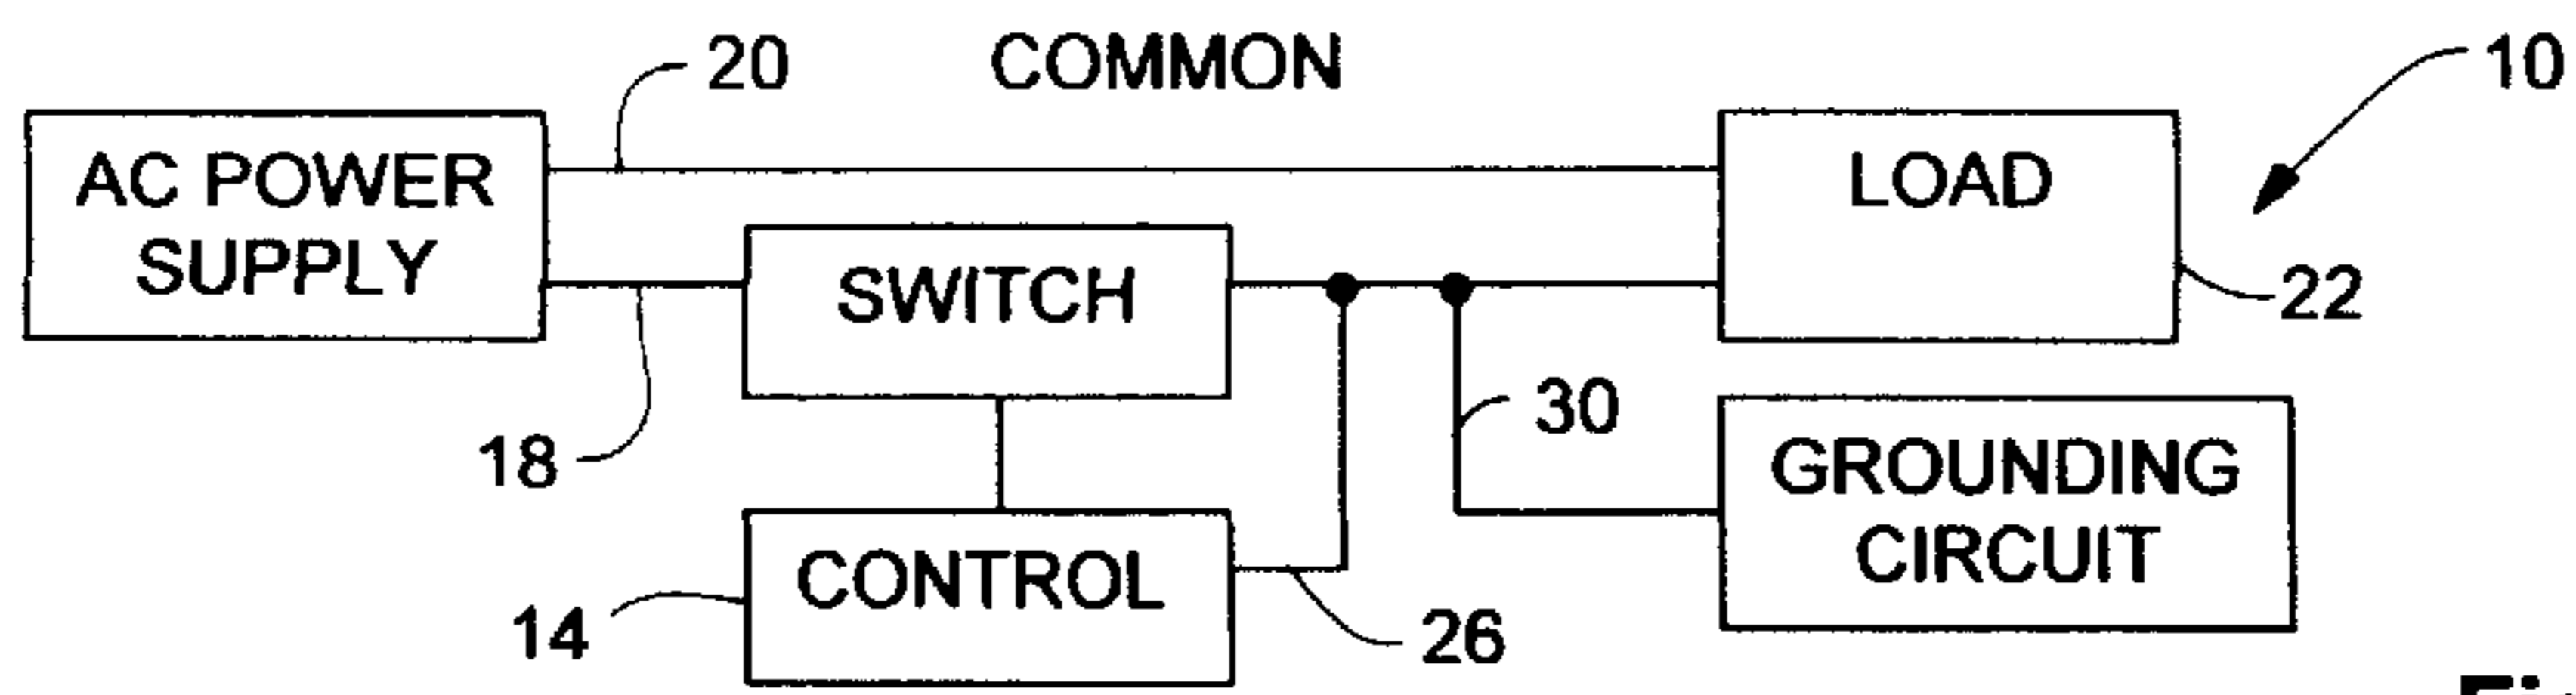 20
COMMON
10
AC POWER
SUPPLY
LOAD
SWITCH
22
18
30
GROUNDING
CIRCUIT
CONTROL
14
26